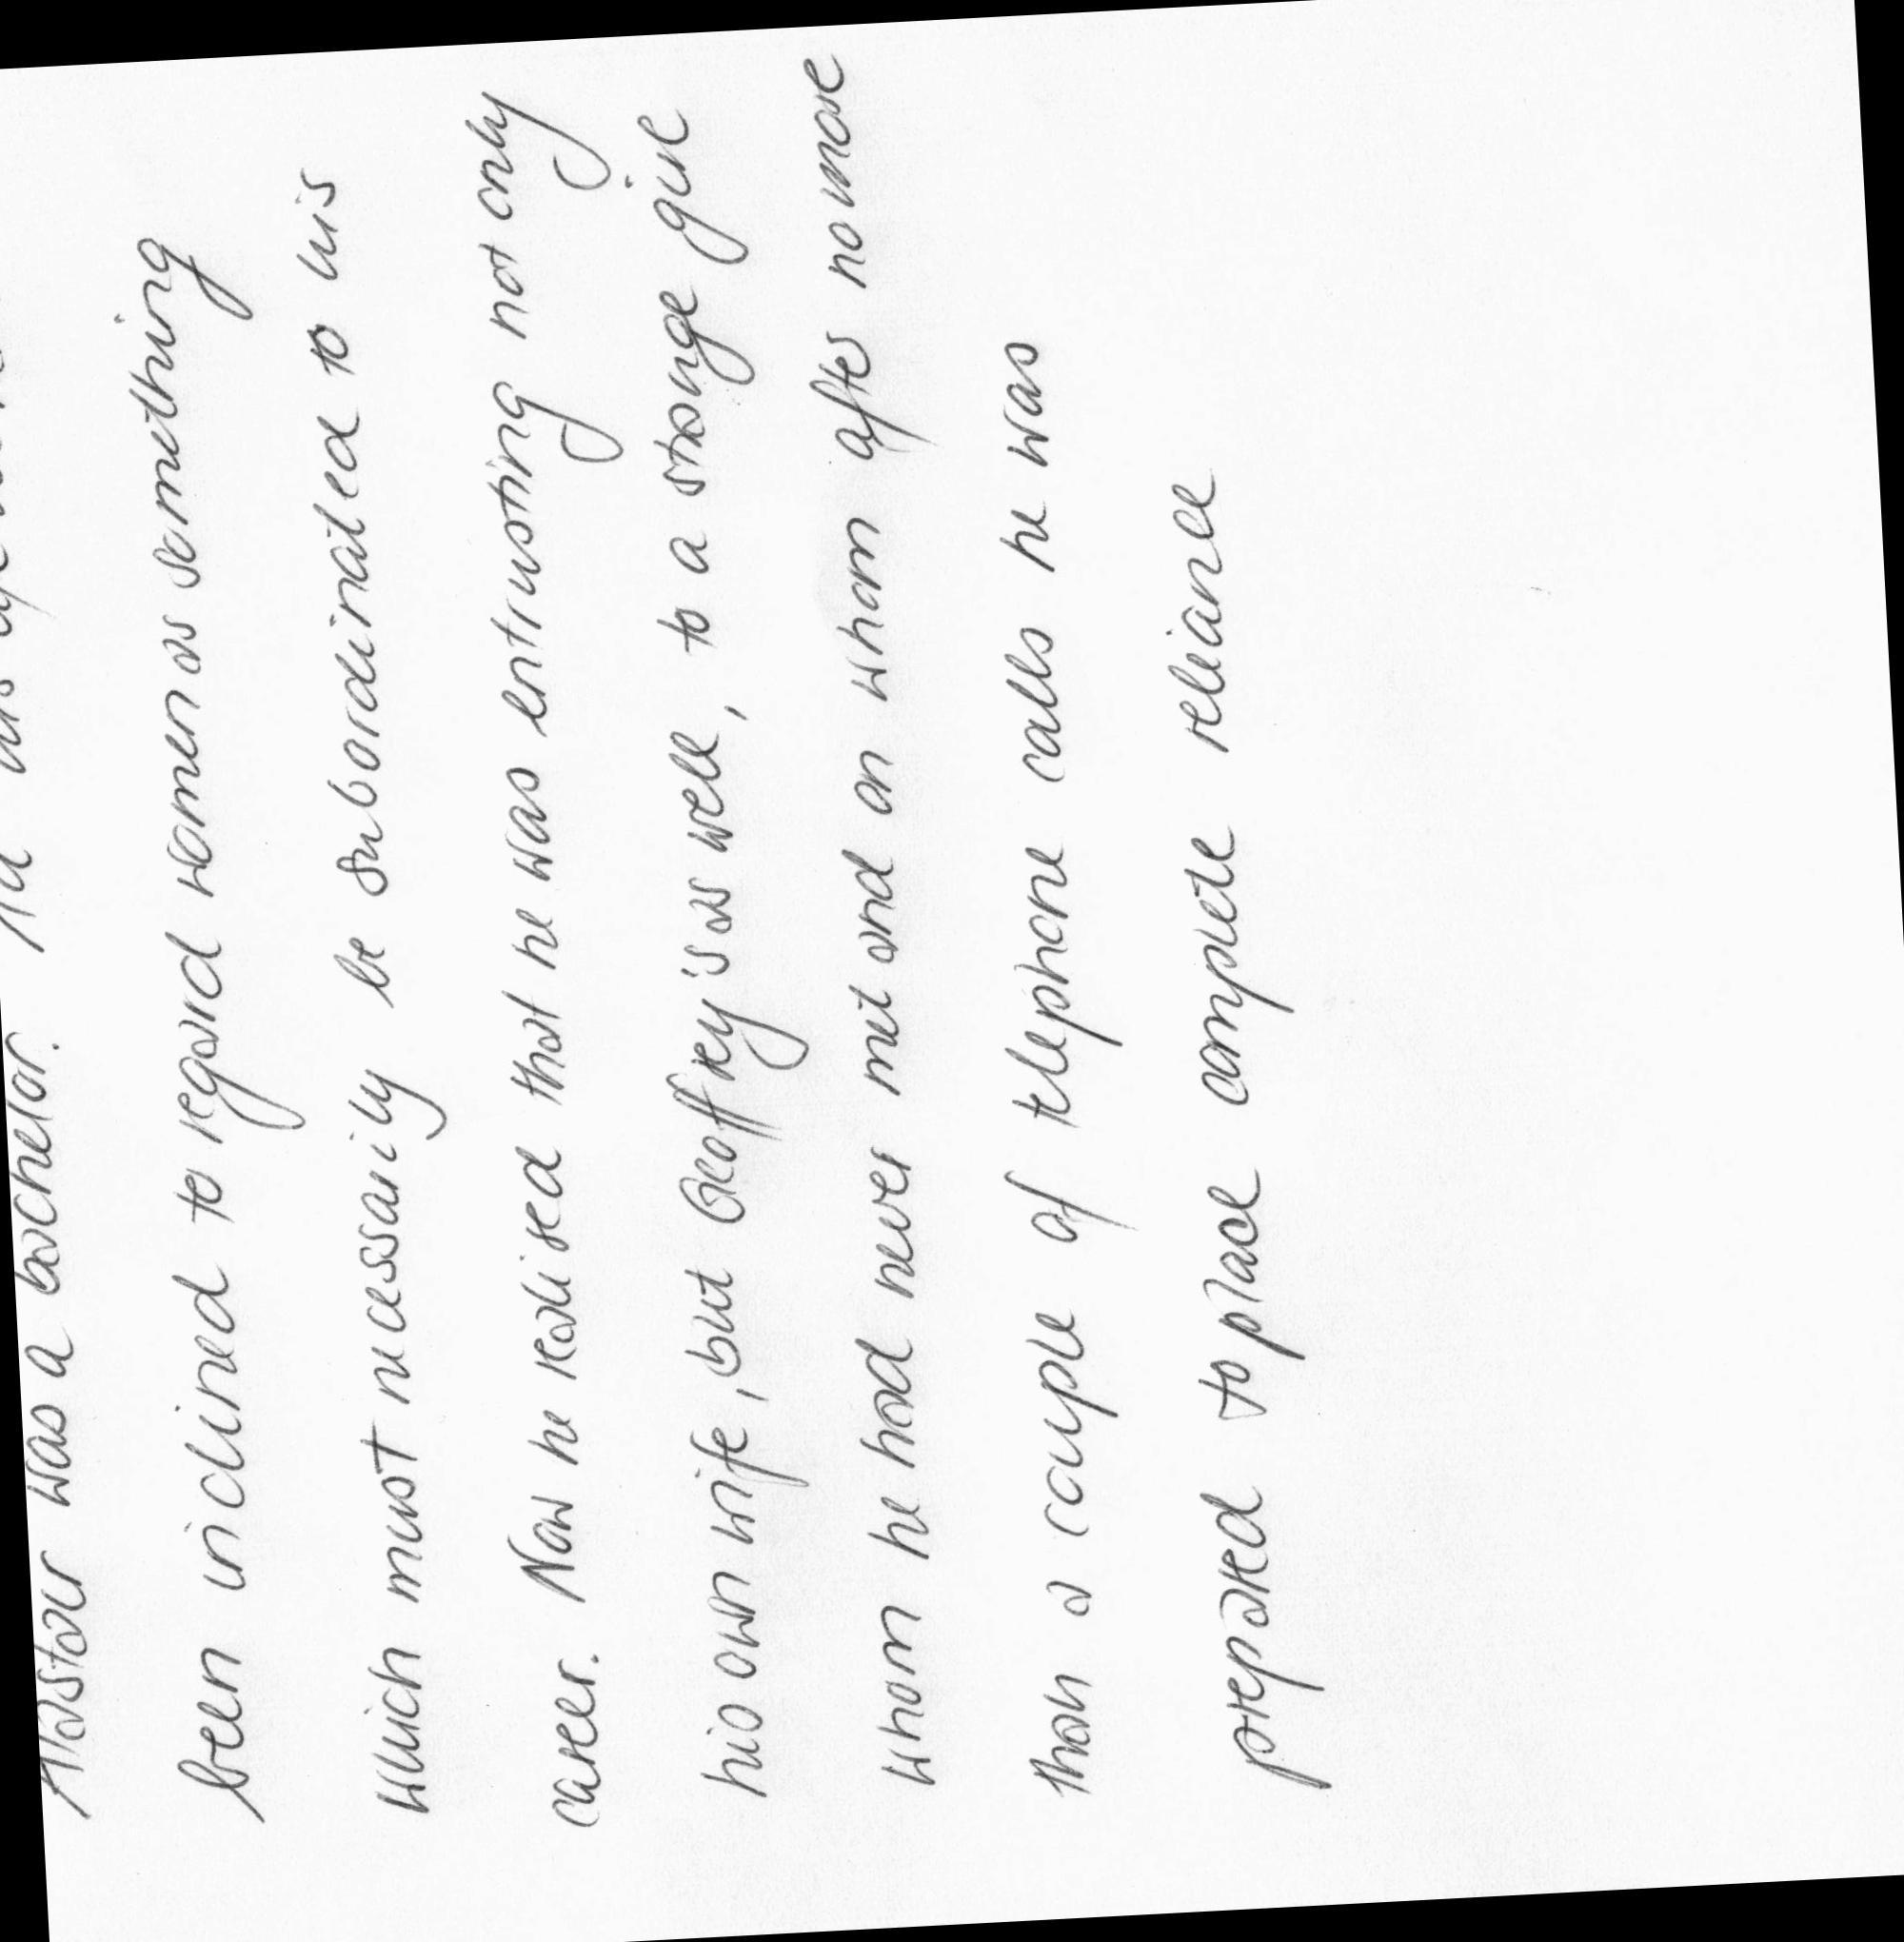 Alastair was a bachelor. All his
been inclined to regard women as something
which must necessarily be subordinated to his
career. Now he realised that he was entrusting not only
his own wife, but Geoffrey's as well, to a strange girl
whom he had never met and on whom after no more
than a couple of telephone calls he was
prepared to place complete reliance